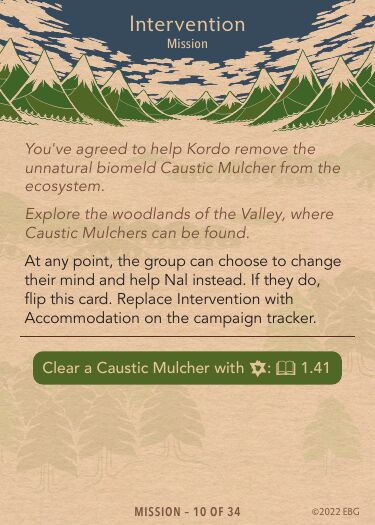 Intervention
Mission
You've agreed to help Kordo remove the
unnatural biomeld Caustic Mulcher from the
ecosystem.
Explore the woodlands of the Valley, where
Caustic Mulchers can be found.
At any point, the group can choose to change
their mind and help Nal instead. If they do,
flip this card. Replace Intervention with
Accommodation on the campaign tracker.
Clear a Caustic Mulcher with : 1.41
MISSION – 10 OF 34
©2022 EBG